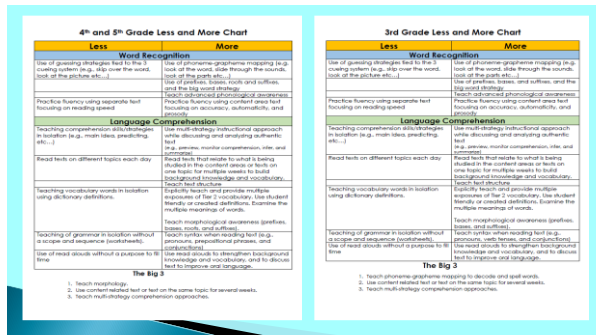 4th and 5th Grade Less and More Chart
Less
More
Word Recognition
Use of guessing strategies tied to the 3
cueing system (e.g., skip over the word,
look at the picture etc…)
Use of phoneme-grapheme mapping (e.g.
look at the word, slide through the sounds,
look at the parts etc…)
Use of prefixes, bases, roots and suffixes,
and the big word strategy
Teach advanced phonological awareness
Practice fluency using separate text
focusing on reading speed
Practice fluency using content area text
focusing on accuracy, automaticity, and
prosody
Language Comprehension
Teaching comprehension skills/strategies
in isolation (e.g., main idea, predicting,
etc…)
Use multi-strategy instructional approach
while discussing and analyzing authentic
text
(e.g., preview, monitor comprehension, infer, and
summarize)
Read texts on different topics each day
Read texts that relate to what is being
studied in the content areas or texts on
one topic for multiple weeks to build
background knowledge and vocabulary.
Teach text structure
Teaching vocabulary words in isolation
using dictionary definitions.
Explicitly teach and provide multiple
exposures of Tier 2 vocabulary. Use student
friendly or created definitions. Examine the
multiple meanings of words.
Teach morphological awareness (prefixes,
bases, roots, and suffixes).
Teaching of grammar in isolation without
a scope and sequence (worksheets).
Teach syntax when reading text (e.g.,
pronouns, prepositional phrases, and
conjunctions)
Use of read alouds without a purpose to fill
time
Use read alouds to strengthen background
knowledge and vocabulary, and to discuss
text to improve oral language.
The Big 3
1. Teach morphology.
2. Use content related text or text on the same topic for several weeks.
3. Teach multi-strategy comprehension approaches.
3rd Grade Less and More Chart
Less
More
Word Recognition
Use of guessing strategies tied to the 3
cueing system (e.g., skip over the word,
look at the picture etc…)
Use of phoneme-grapheme mapping (e.g.
look at the word, slide through the sounds,
look at the parts etc…)
Use of prefixes, bases, and suffixes, and the
big word strategy
Teach advanced phonological awareness
Practice fluency using separate text
focusing on reading speed
Practice fluency using content area text
focusing on accuracy, automaticity, and
prosody
Language Comprehension
Teaching comprehension skills/strategies
in isolation (e.g., main idea, predicting,
etc…)
Use multi-strategy instructional approach
while discussing and analyzing authentic
text
(e.g., preview, monitor comprehension, infer, and
summarize)
Read texts on different topics each day
Read texts that relate to what is being
studied in the content areas or texts on
one topic for multiple weeks to build
background knowledge and vocabulary.
Teach text structure
Teaching vocabulary words in isolation
using dictionary definitions.
Explicitly teach and provide multiple
exposures of Tier 2 vocabulary. Use student
friendly or created definitions. Examine the
multiple meanings of words.
Teach morphological awareness (prefixes,
bases, and suffixes).
Teaching of grammar in isolation without
a scope and sequence (worksheets).
Teach syntax when reading text (e.g.,
pronouns, verb tenses, and conjunctions)
Use of read alouds without a purpose to fill
time
Use read alouds to strengthen background
knowledge and vocabulary, and to discuss
text to improve oral language.
The Big 3
1. Teach phoneme-grapheme mapping to decode and spell words.
2. Use content related text or text on the same topic for several weeks.
3. Teach multi-strategy comprehension approaches.